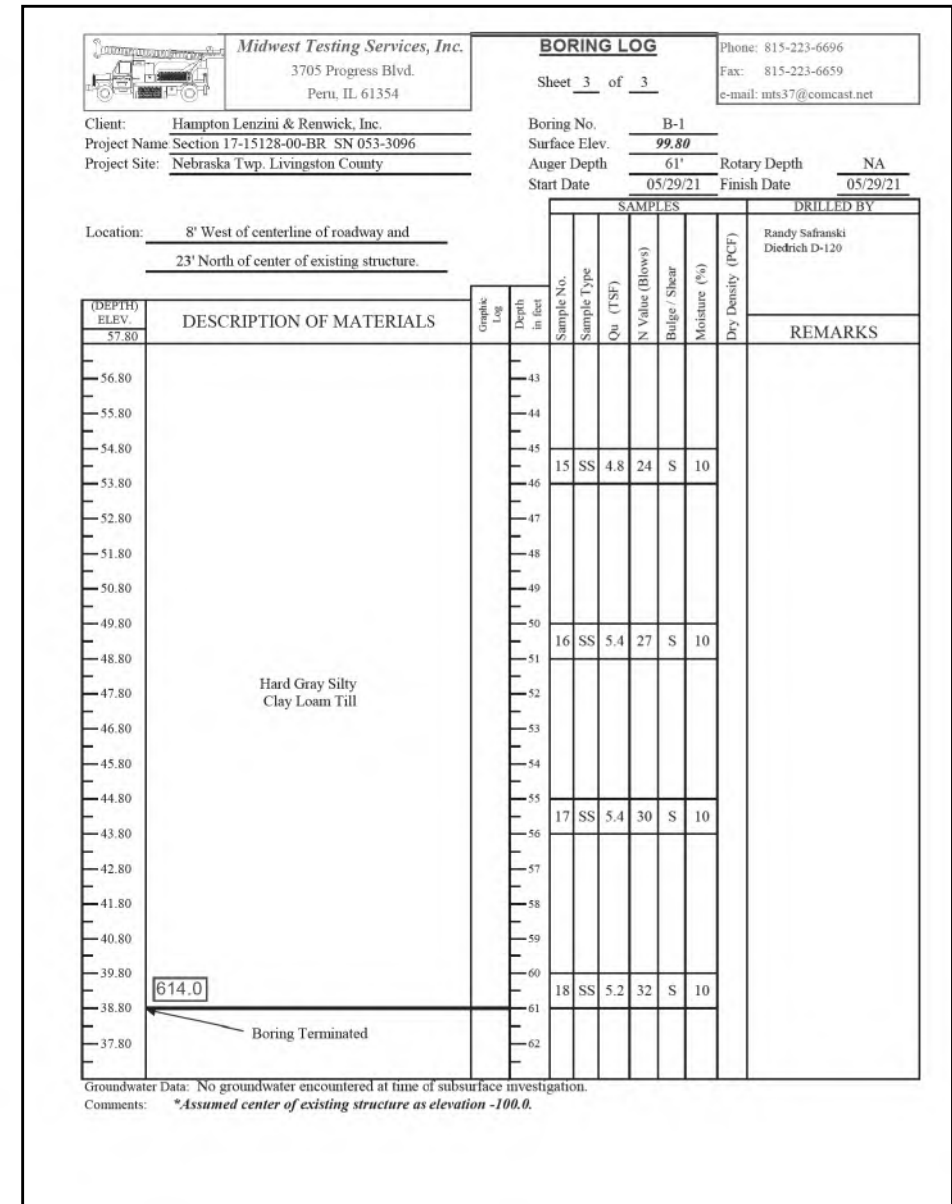 Midwest Testing Services, Inc.
3705 Progress Blvd.
Peru, IL 61354
BORING LOG
Sheet 3 of 3
Phone: 815-223-6696
Fax: 815-223-6659
e-mail: mts37@comcast.net
Client: Hampton Lenzini & Renwick, Inc.
Project Name Section 17-15128-00-BR SN 053-3096
Project Site: Nebraska Twp. Livingston County
Boring No. B-1
Surface Elev. 99.80
Auger Depth 61' Rotary Depth NA
Start Date 05/29/21 Finish Date 05/29/21
SAMPLES DRILLED BY
Location: 8' West of centerline of roadway and
23' North of center of existing structure.
Randy Safranski
Diedrich D-120
(DEPTH)
ELEV.
57.80
DESCRIPTION OF MATERIALS
Graphic
Log
Depth
in feet
Sample No.
Sample Type
Qu (TSF)
N Value (Blows)
Bulge / Shear
Moisture (%)
Dry Density (PCF)
REMARKS
56.80 43
55.80 44
54.80 45
15 SS 4.8 24 S 10
53.80 46
52.80 47
51.80 48
50.80 49
49.80 50
16 SS 5.4 27 S 10
48.80 51
Hard Gray Silty
47.80 52
Clay Loam Till
46.80 53
45.80 54
44.80 55
17 SS 5.4 30 S 10
43.80 56
42.80 57
41.80 58
40.80 59
39.80 60
614.0 18 SS 5.2 32 S 10
38.80 61
Boring Terminated
37.80 62
Groundwater Data: No groundwater encountered at time of subsurface investigation.
Comments: *Assumed center of existing structure as elevation -100.0.